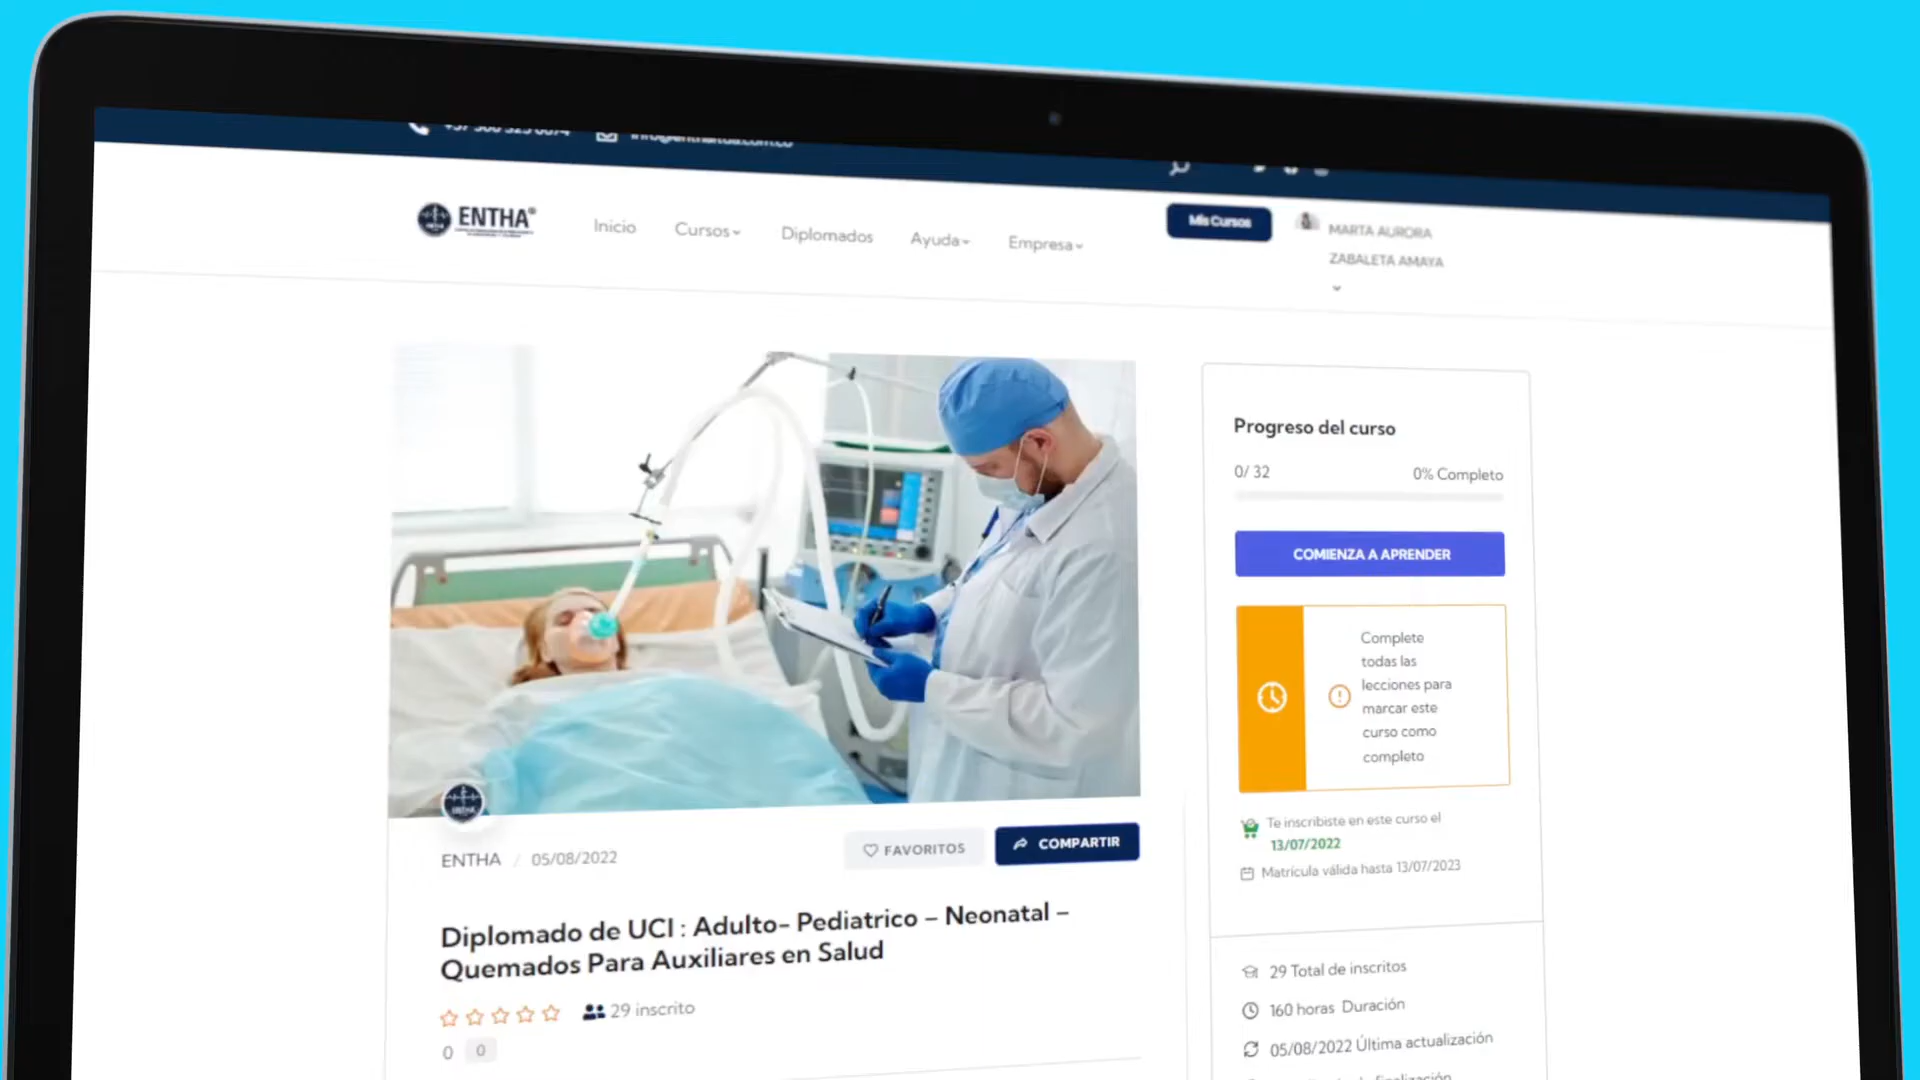 ENTHA®
Inicio
Cursos
Diplomados
Ayuda
Empresa
Mis Cursos
MARTA AURORA
ZABALETA AMAYA
Progreso del curso
0/ 32
0% Completo
COMIENZA A APRENDER
Complete
todas las
lecciones para
marcar este
curso como
completo
Te inscribiste en este curso el
13/07/2022
Matrícula válida hasta 13/07/2023
ENTHA / 05/08/2022
FAVORITOS
COMPARTIR
Diplomado de UCI : Adulto- Pediatrico – Neonatal –
Quemados Para Auxiliares en Salud
29 inscrito
0 0
29 Total de inscritos
160 horas Duración
05/08/2022 Última actualización